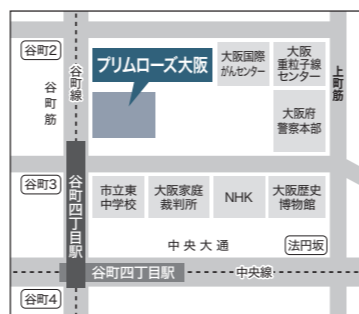 谷町2
谷町線
谷町筋
プリムローズ大阪
大阪国際
がんセンター
大阪
重粒子線
センター
上町筋
大阪府
警察本部
谷町3
谷町四丁目駅
市立東
中学校
大阪家庭
裁判所
NHK
大阪歴史
博物館
中央大通
法円坂
谷町四丁目駅
中央線
谷町4